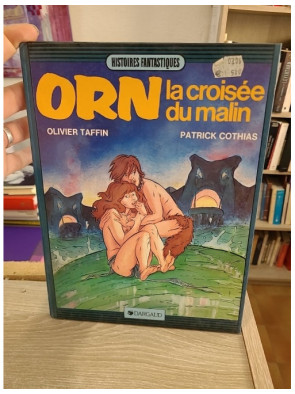 HISTOIRES FANTASTIQUES
ORN la croisée
du malin
OLIVIER TAFFIN
PATRICK COTHIAS
DARGAUD